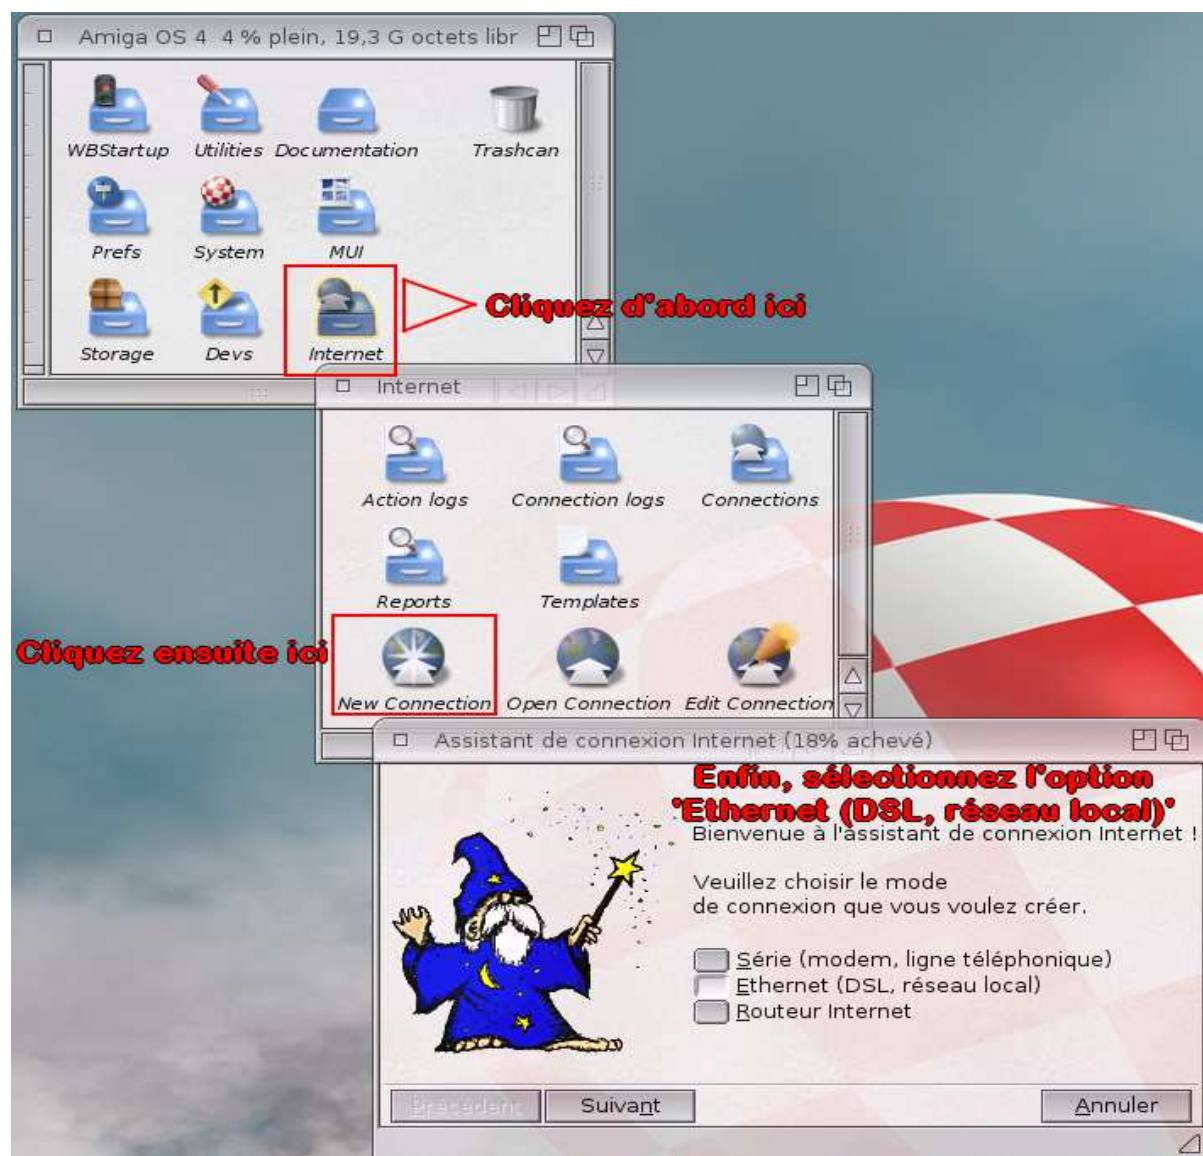 Amiga OS 4 4 % plein, 19,3 G octets libr
WBStartup Utilities Documentation Trashcan
Prefs System MUI
Cliquez d'abord ici
Storage Devs Internet
Internet
Action logs Connection logs Connections
Reports Templates
Cliquez ensuite ici
New Connection Open Connection Edit Connection
Assistant de connexion Internet (18% achevé)
Enfin, sélectionnez l'option
'Ethernet (DSL, réseau local)'
Bienvenue à l'assistant de connexion Internet !
Veuillez choisir le mode
de connexion que vous voulez créer.
Série (modem, ligne téléphonique)
Ethernet (DSL, réseau local)
Routeur Internet
Précédent Suivant Annuler